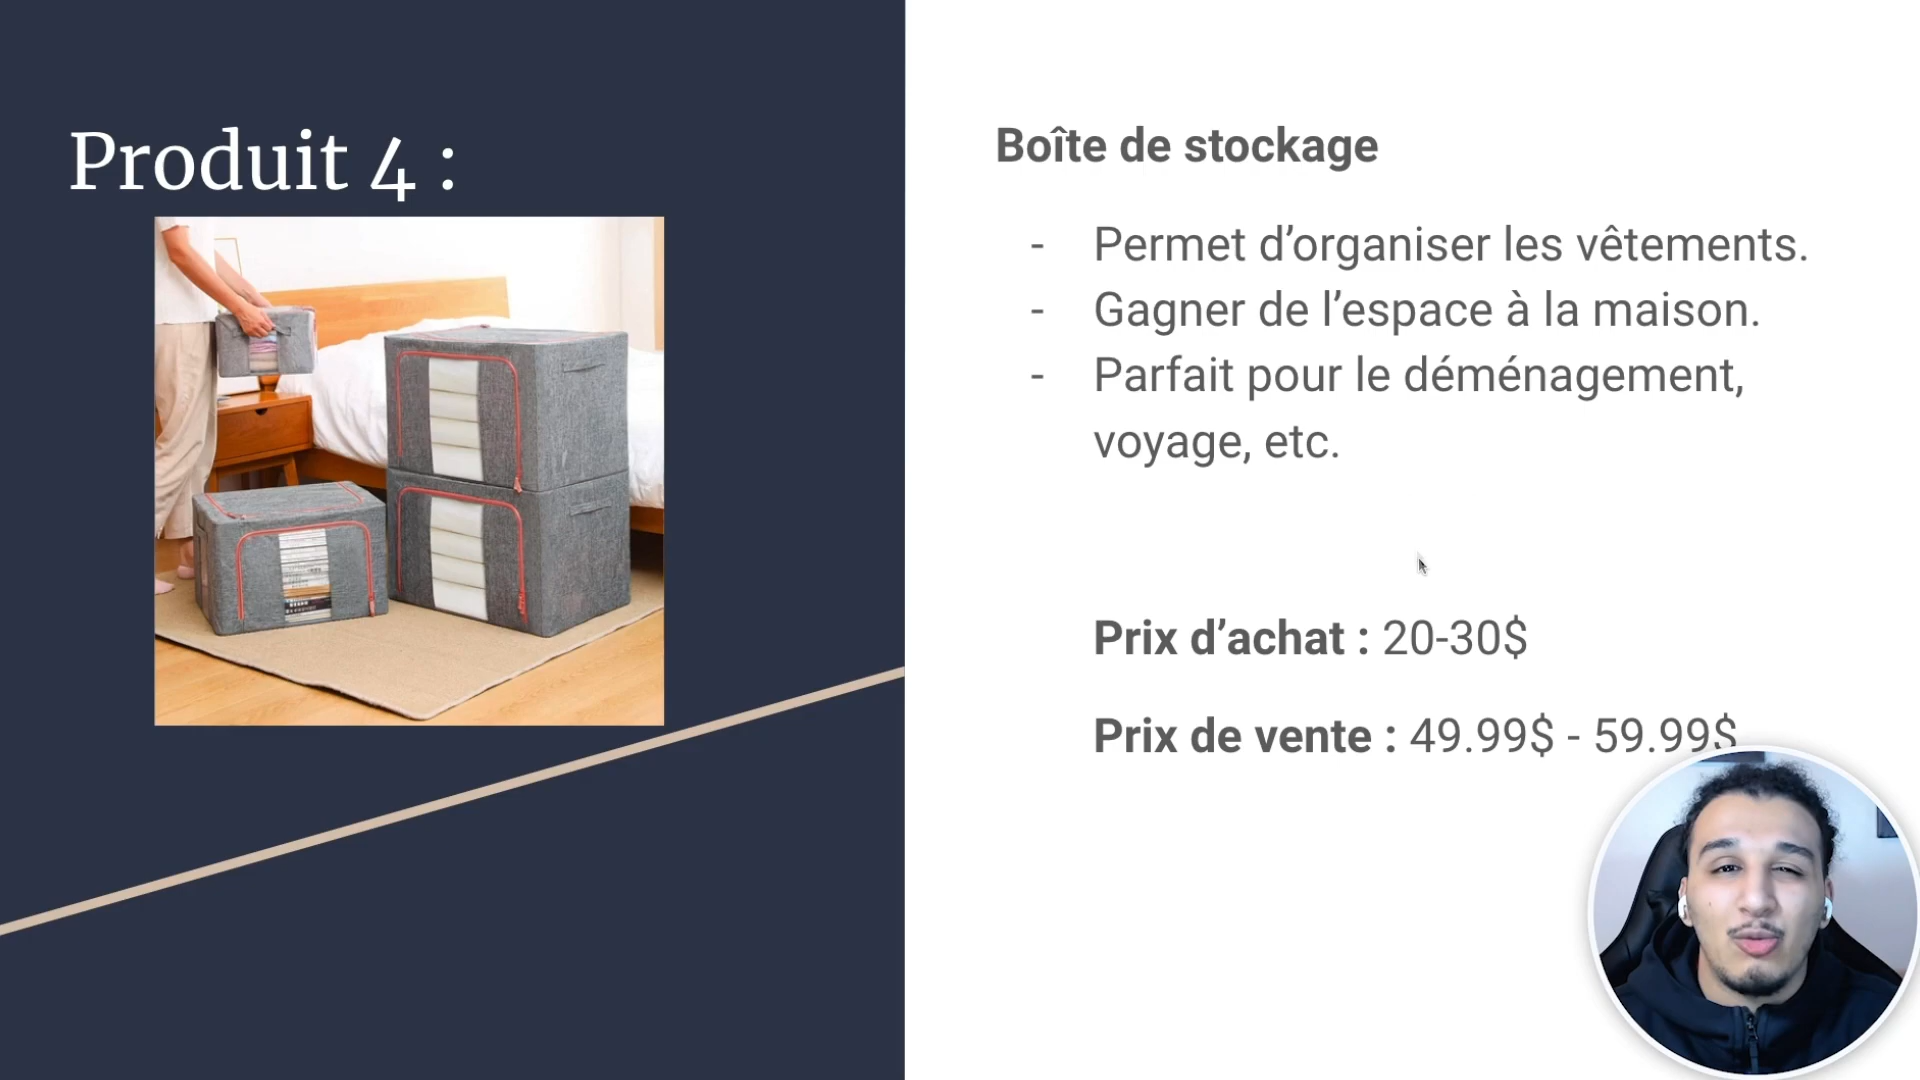 Produit 4 :
Boîte de stockage
- Permet d’organiser les vêtements.
- Gagner de l’espace à la maison.
- Parfait pour le déménagement,
voyage, etc.
Prix d’achat : 20-30$
Prix de vente : 49.99$ - 59.99$